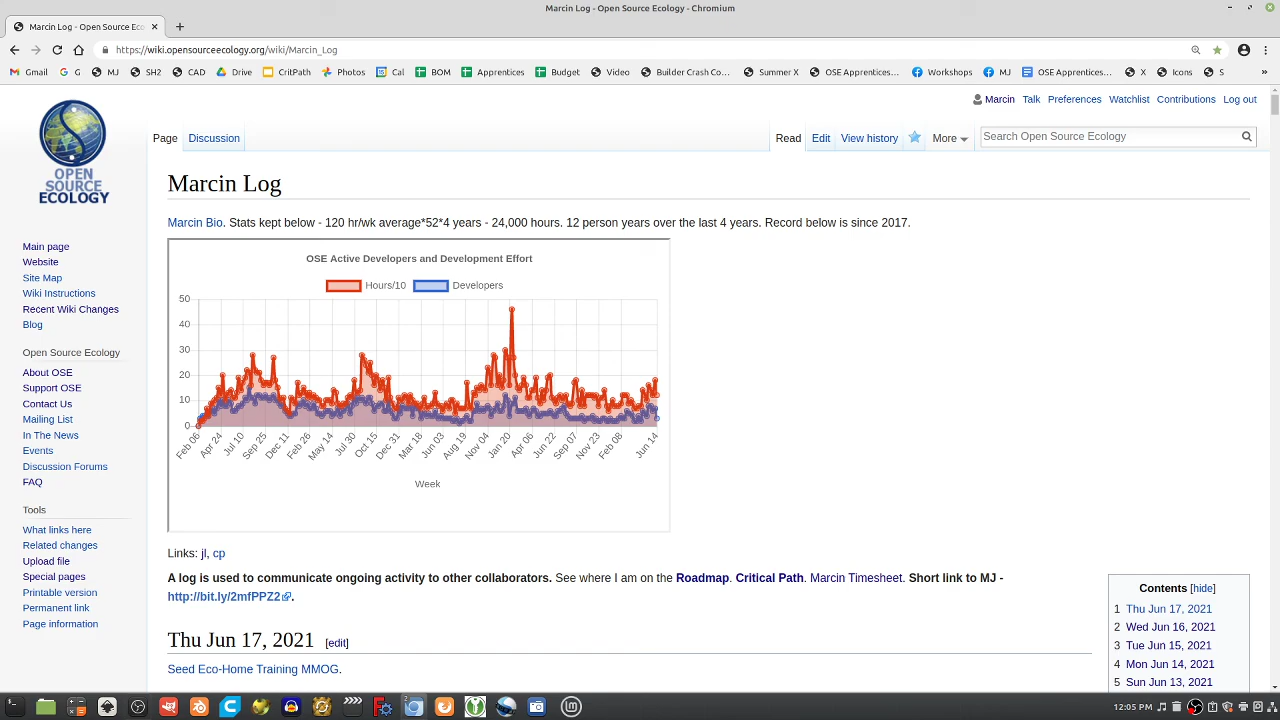 Marcin Log - Open Source Ecology - Chromium
Marcin Log - Open Source Eco
https://wiki.opensourceecology.org/wiki/Marcin_Log
Gmail G MJ SH2 CAD Drive CritPath Photos Cal BOM Apprentices Budget Video Builder Crash Co... Summer X OSE Apprentices... Workshops MJ OSE Apprentices... X Icons S »
Marcin Talk Preferences Watchlist Contributions Log out
Page Discussion Read Edit View history More Search Open Source Ecology
OPEN
SOURCE
ECOLOGY
Marcin Log
Marcin Bio. Stats kept below - 120 hr/wk average*52*4 years - 24,000 hours. 12 person years over the last 4 years. Record below is since 2017.
Main page
Website
Site Map
Wiki Instructions
Recent Wiki Changes
Blog
Open Source Ecology
About OSE
Support OSE
Contact Us
Mailing List
In The News
Events
Discussion Forums
FAQ
Tools
What links here
Related changes
Upload file
Special pages
Printable version
Permanent link
Page information
OSE Active Developers and Development Effort
Hours/10 Developers
50
40
30
20
10
0
Feb 06 Apr 24 Jul 10 Sep 25 Dec 11 Feb 26 May 14 Jul 30 Oct 15 Dec 31 Mar 18 Jun 03 Aug 19 Nov 04 Jan 20 Apr 06 Jun 22 Sep 07 Nov 23 Feb 08 Jun 14
Week
Links: jl, cp
A log is used to communicate ongoing activity to other collaborators. See where I am on the Roadmap. Critical Path. Marcin Timesheet. Short link to MJ -
http://bit.ly/2mfPPZ2.
Thu Jun 17, 2021 [edit]
Seed Eco-Home Training MMOG.
Contents [hide]
1 Thu Jun 17, 2021
2 Wed Jun 16, 2021
3 Tue Jun 15, 2021
4 Mon Jun 14, 2021
5 Sun Jun 13, 2021
12:05 PM